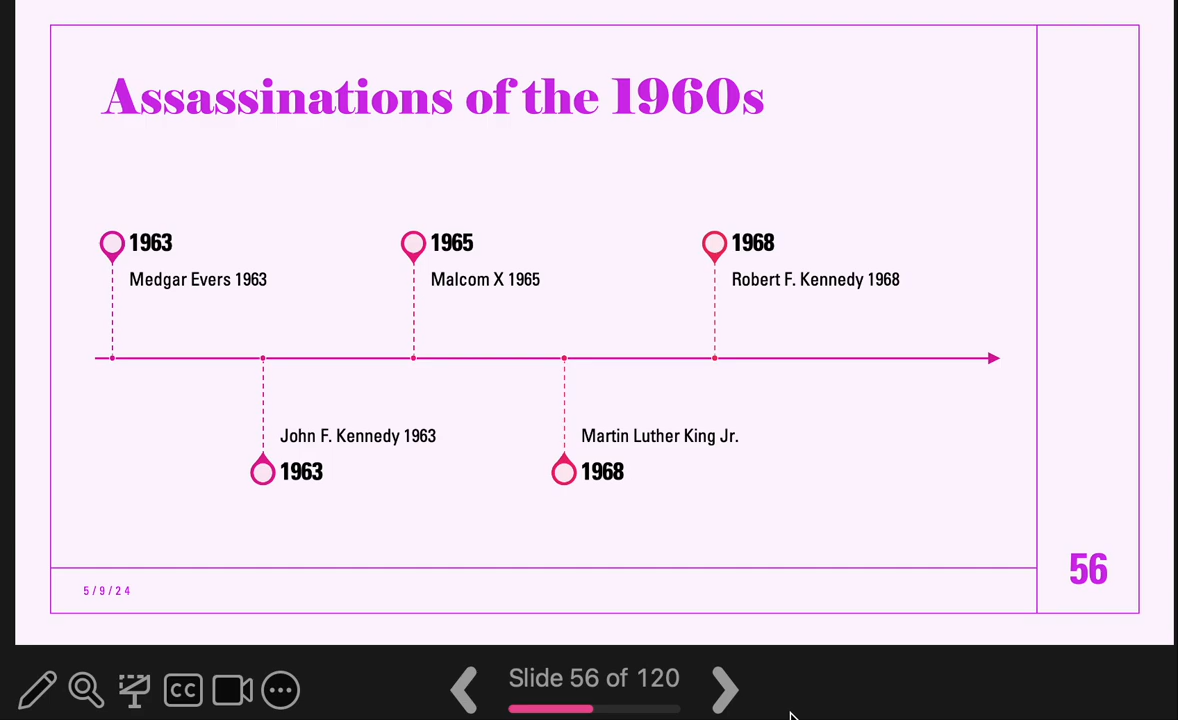 Assassinations of the 1960s
1963
Medgar Evers 1963
1965
Malcom X 1965
1968
Robert F. Kennedy 1968
John F. Kennedy 1963
1963
Martin Luther King Jr.
1968
5/9/24
56
CC
Slide 56 of 120